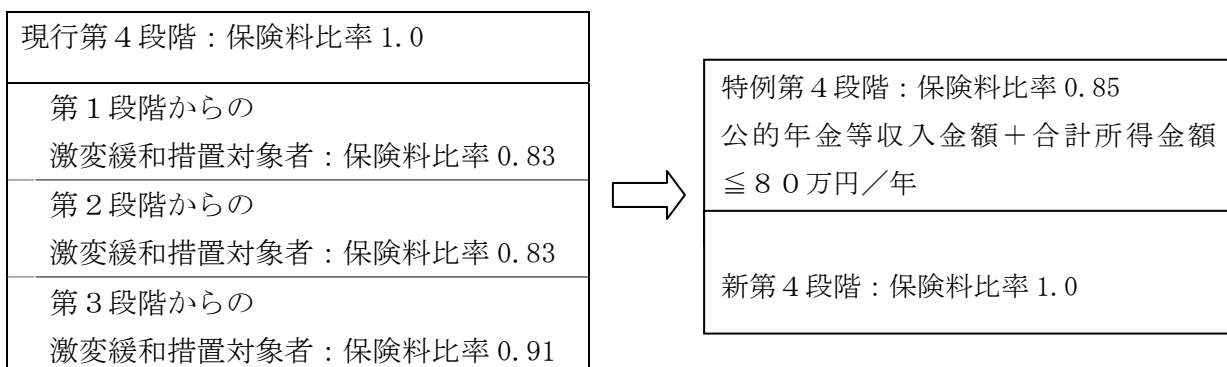 現行第４段階：保険料比率 1.0
第１段階からの
激変緩和措置対象者：保険料比率 0.83
第２段階からの
激変緩和措置対象者：保険料比率 0.83
第３段階からの
激変緩和措置対象者：保険料比率 0.91
特例第４段階：保険料比率 0.85
公的年金等収入金額＋合計所得金額
≦８０万円／年
新第４段階：保険料比率 1.0